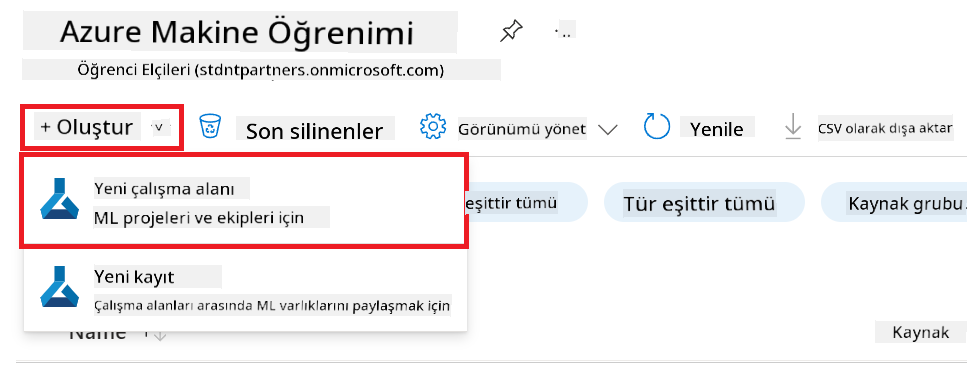 Azure Makine Öğrenimi
Öğrenci Elçileri (stdntpartners.onmicrosoft.com)
+ Oluştur Son silinenler Görünümü yönet Yenile CSV olarak dışa aktar
Yeni çalışma alanı
ML projeleri ve ekipleri için
eşittir tümü Tür eşittir tümü Kaynak grubu
Yeni kayıt
Çalışma alanları arasında ML varlıklarını paylaşmak için
Name Kaynak